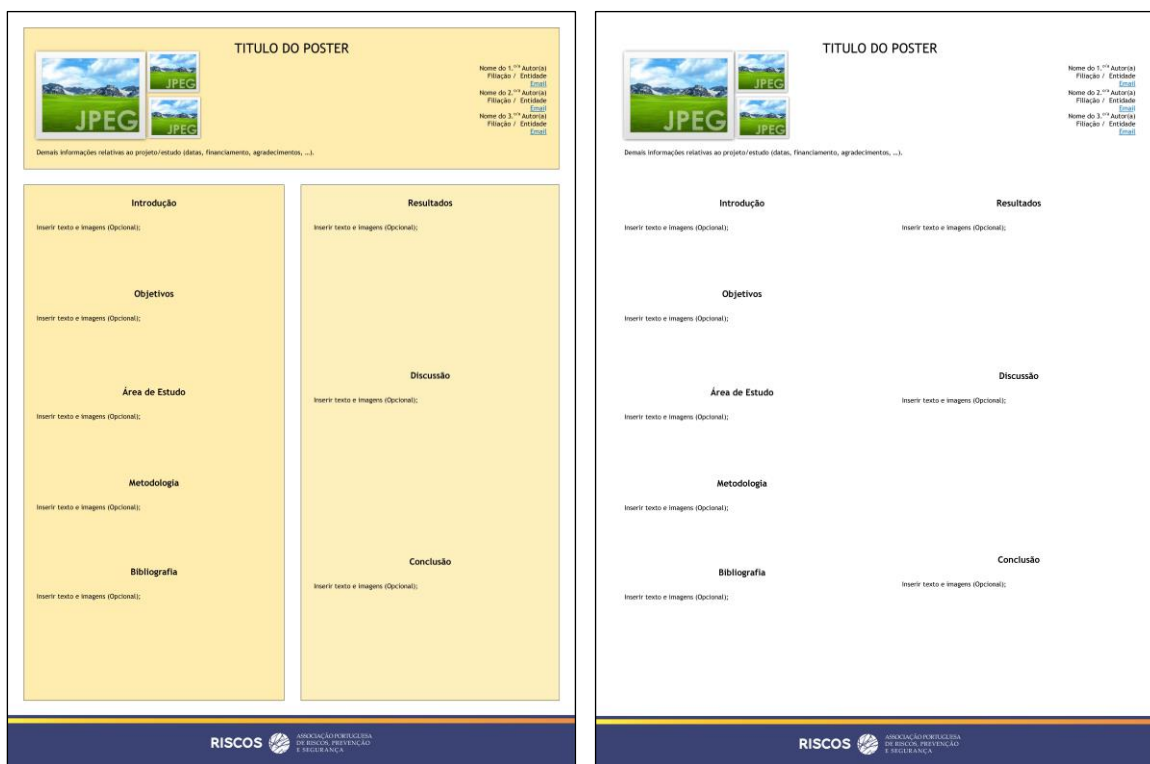 TITULO DO POSTER
JPEG
JPEG
JPEG
Nome do 1.º/ª Autor(a)
Filiação / Entidade
Email
Nome do 2.º/ª Autor(a)
Filiação / Entidade
Email
Nome do 3.º/ª Autor(a)
Filiação / Entidade
Email
Demais informações relativas ao projeto/estudo (datas, financiamento, agradecimentos, …).
Introdução
Inserir texto e imagens (Opcional);
Objetivos
Inserir texto e imagens (Opcional);
Área de Estudo
Inserir texto e imagens (Opcional);
Metodologia
Inserir texto e imagens (Opcional);
Bibliografia
Inserir texto e imagens (Opcional);
Resultados
Inserir texto e imagens (Opcional);
Discussão
Inserir texto e imagens (Opcional);
Conclusão
Inserir texto e imagens (Opcional);
RISCOS
ASSOCIAÇÃO PORTUGUESA
DE RISCOS, PREVENÇÃO
E SEGURANÇA
TITULO DO POSTER
JPEG
JPEG
JPEG
Nome do 1.º/ª Autor(a)
Filiação / Entidade
Email
Nome do 2.º/ª Autor(a)
Filiação / Entidade
Email
Nome do 3.º/ª Autor(a)
Filiação / Entidade
Email
Demais informações relativas ao projeto/estudo (datas, financiamento, agradecimentos, …).
Introdução
Inserir texto e imagens (Opcional);
Objetivos
Inserir texto e imagens (Opcional);
Área de Estudo
Inserir texto e imagens (Opcional);
Metodologia
Inserir texto e imagens (Opcional);
Bibliografia
Inserir texto e imagens (Opcional);
Resultados
Inserir texto e imagens (Opcional);
Discussão
Inserir texto e imagens (Opcional);
Conclusão
Inserir texto e imagens (Opcional);
RISCOS
ASSOCIAÇÃO PORTUGUESA
DE RISCOS, PREVENÇÃO
E SEGURANÇA